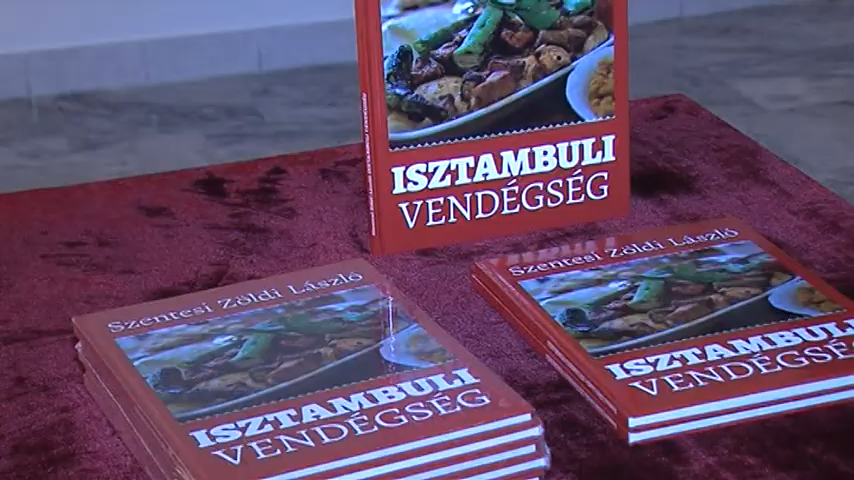 ISZTAMBULI
VENDÉGSÉG
Szentesi Zöldi László
ISZTAMBULI
VENDÉGSÉG
Szentesi Zöldi László
ISZTAMBULI
VENDÉGSÉG